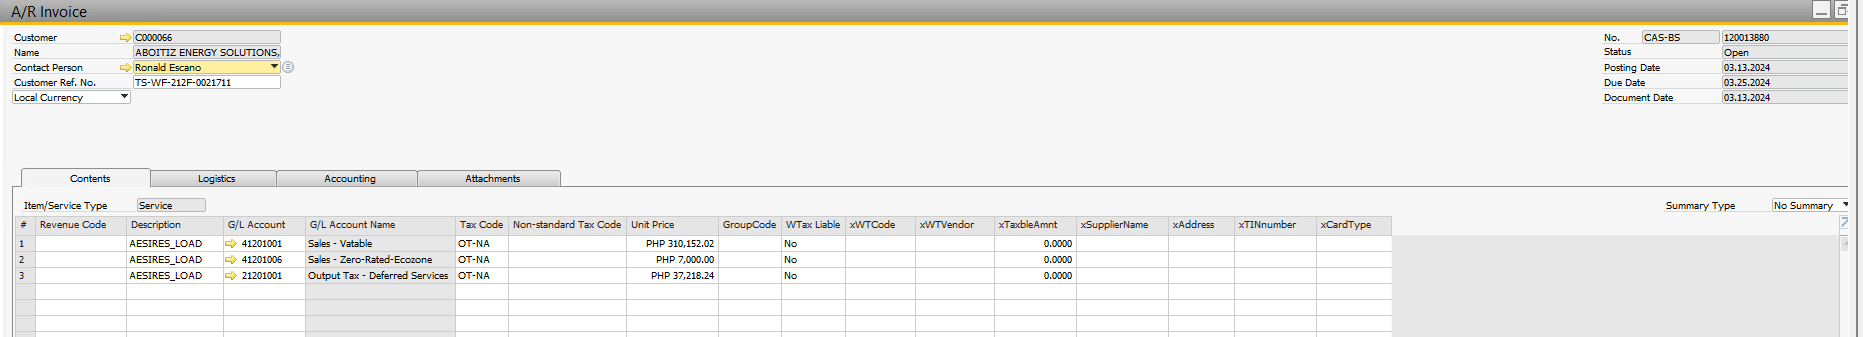 A/R Invoice
Customer C000066
Name ABOITIZ ENERGY SOLUTIONS,
Contact Person Ronald Escano
Customer Ref. No. TS-WF-212F-0021711
Local Currency
No. CAS-BS 120013880
Status Open
Posting Date 03.13.2024
Due Date 03.25.2024
Document Date 03.13.2024
Contents Logistics Accounting Attachments
Item/Service Type Service
Summary Type No Summary
# Revenue Code Description G/L Account G/L Account Name Tax Code Non-standard Tax Code Unit Price GroupCode WTax Liable xWTCode xWTVendor xTaxbleAmnt xSupplierName xAddress xTINnumber xCardType
1 AESIRES_LOAD 41201001 Sales - Vatable OT-NA PHP 310,152.02 No 0.0000
2 AESIRES_LOAD 41201006 Sales - Zero-Rated-Ecozone OT-NA PHP 7,000.00 No 0.0000
3 AESIRES_LOAD 21201001 Output Tax - Deferred Services OT-NA PHP 37,218.24 No 0.0000